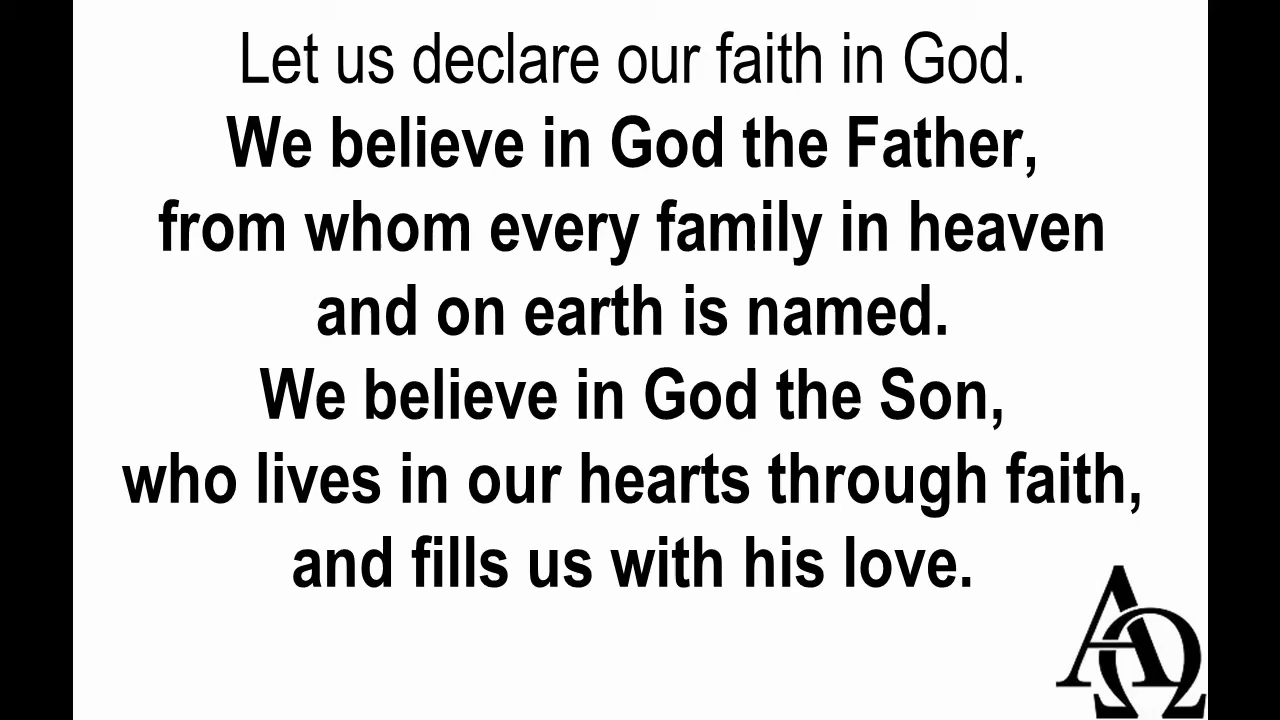 Let us declare our faith in God.
We believe in God the Father,
from whom every family in heaven
and on earth is named.
We believe in God the Son,
who lives in our hearts through faith,
and fills us with his love.
ΑΩ